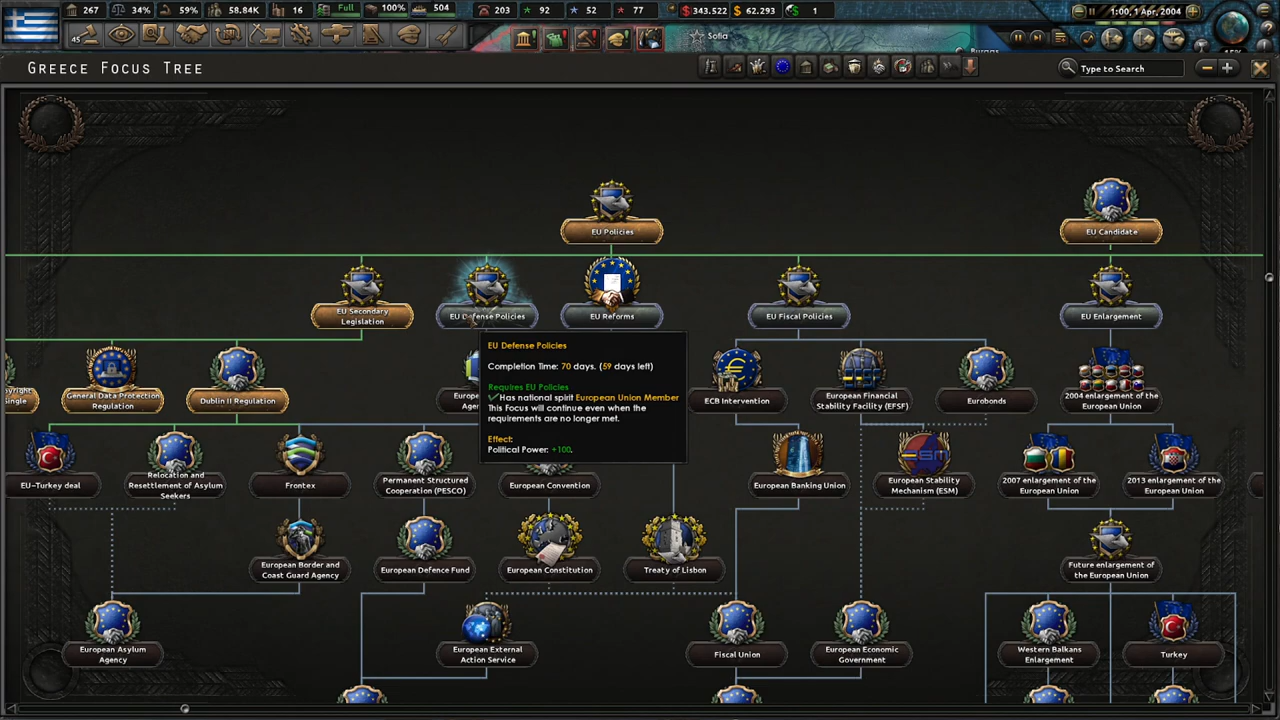 267 34% 59% 58.84K 16 Full 100% 504 203 92 52 77 $343.522 $ 62.293 $ 1 1:00, 1 Apr, 2004
45
Sofia
Burgas
15%
GREECE FOCUS TREE
Type to Search
EU Policies
EU Candidate
EU Secondary
Legislation
EU Defense Policies
EU Reforms
EU Fiscal Policies
EU Enlargement
EU Defense Policies
Completion Time: 70 days. (59 days left)
Requires EU Policies
Has national spirit European Union Member
This Focus will continue even when the
requirements are no longer met.
Effect:
Political Power: +100.
Single
General Data Protection
Regulation
Dublin II Regulation
ECB Intervention
European Financial
Stability Facility (EFSF)
Eurobonds
2004 enlargement of the
European Union
EU-Turkey deal
Relocation and
Resettlement of Asylum
Seekers
Frontex
Permanent Structured
Cooperation (PESCO)
European Convention
European Banking Union
European Stability
Mechanism (ESM)
2007 enlargement of the
European Union
2013 enlargement of the
European Union
European Border and
Coast Guard Agency
European Defence Fund
European Constitution
Treaty of Lisbon
Future enlargement of
the European Union
European Asylum
Agency
European External
Action Service
Fiscal Union
European Economic
Government
Western Balkans
Enlargement
Turkey